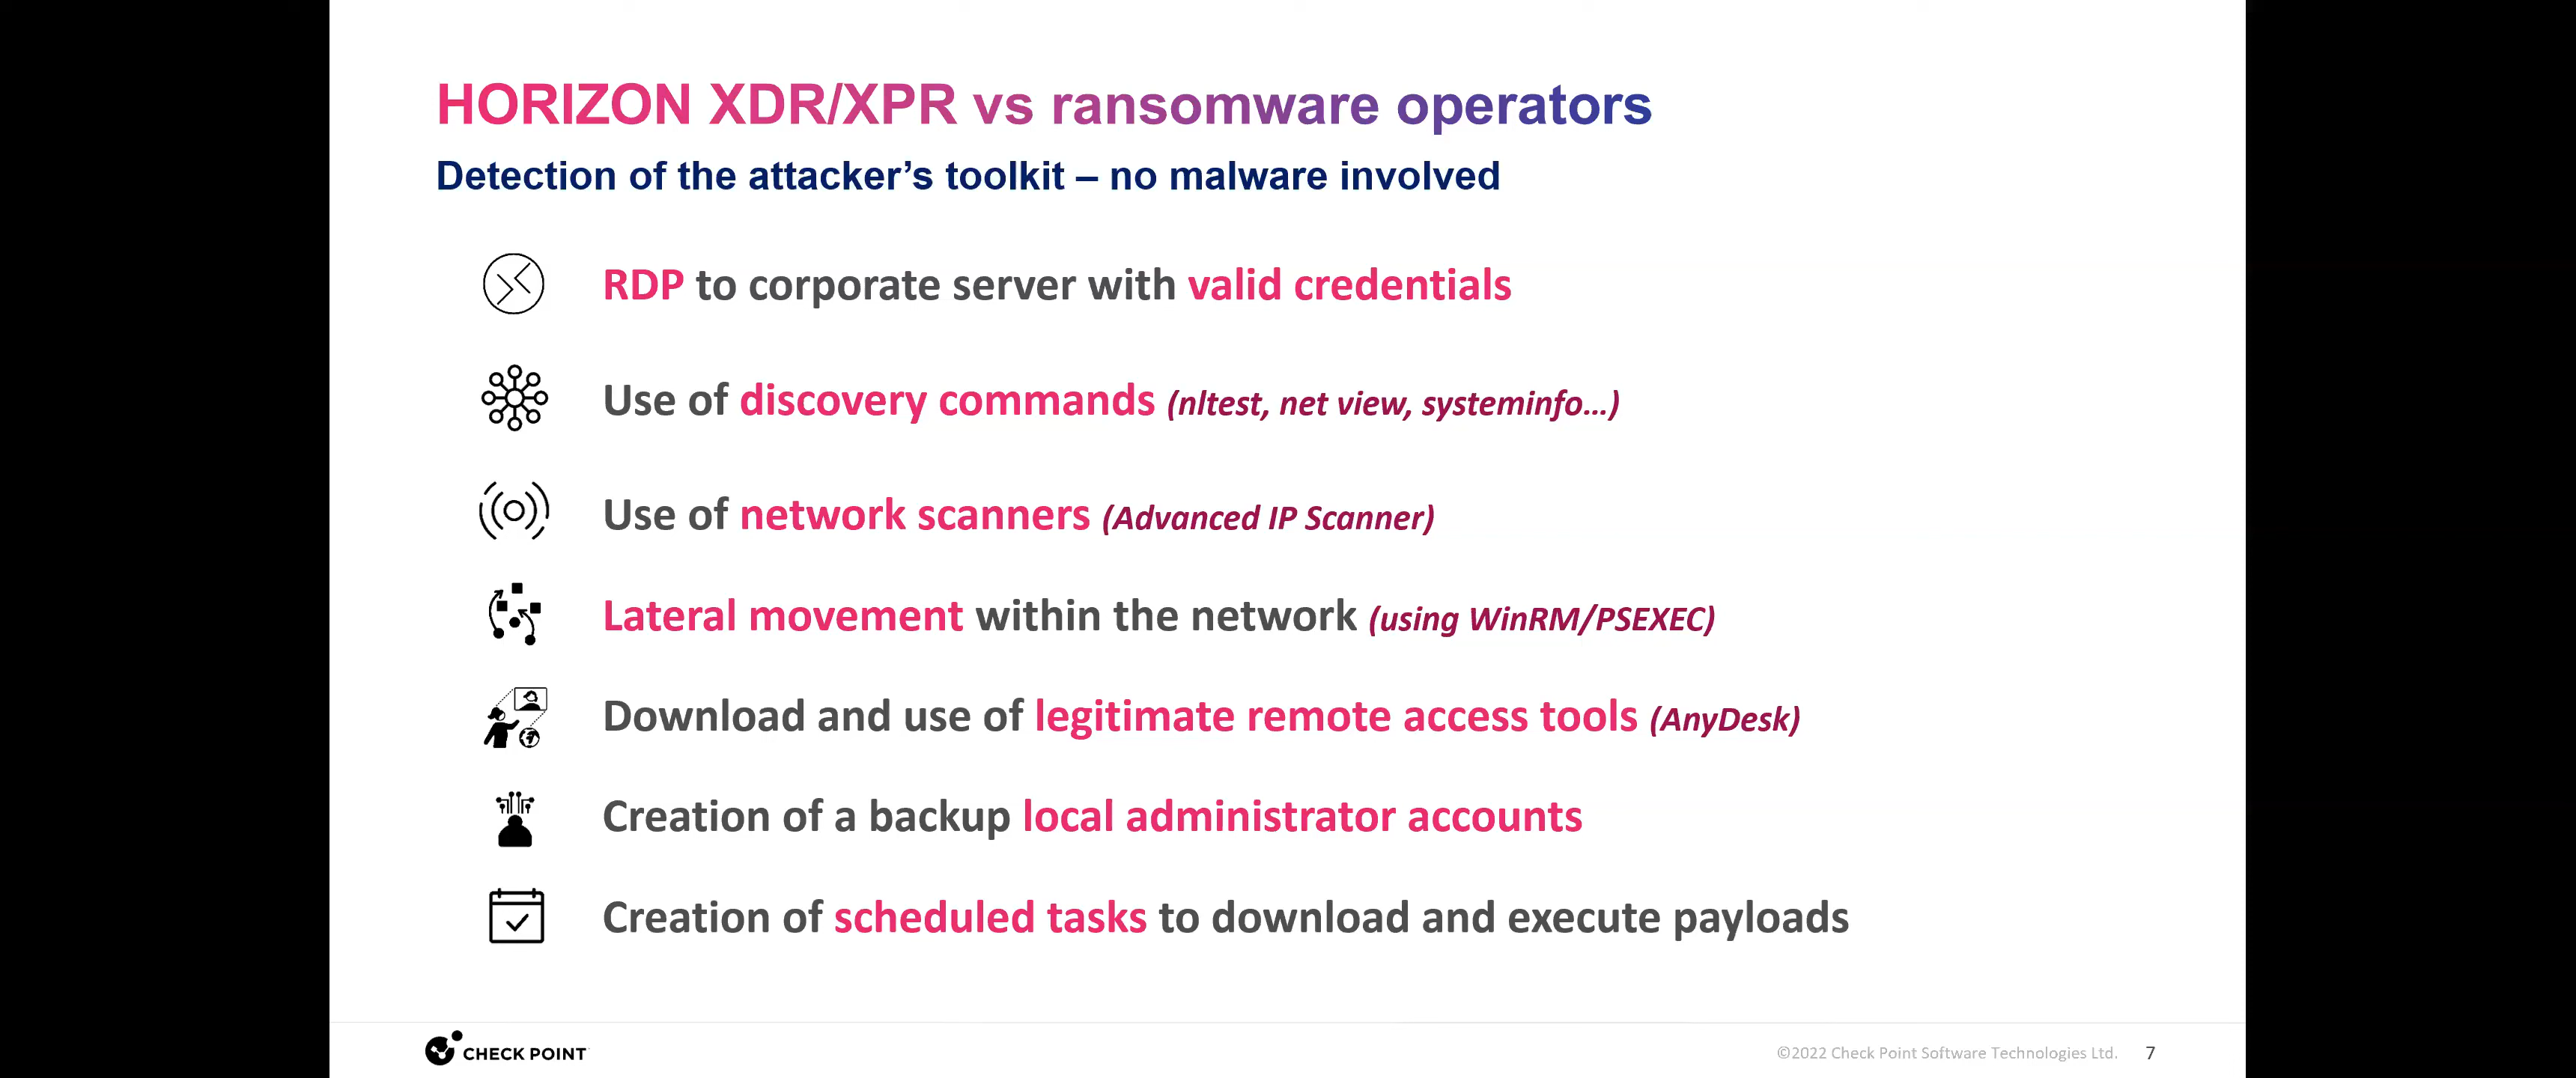 HORIZON XDR/XPR vs ransomware operators
Detection of the attacker’s toolkit – no malware involved
RDP to corporate server with valid credentials
Use of discovery commands (nltest, net view, systeminfo...)
Use of network scanners (Advanced IP Scanner)
Lateral movement within the network (using WinRM/PSEXEC)
Download and use of legitimate remote access tools (AnyDesk)
Creation of a backup local administrator accounts
Creation of scheduled tasks to download and execute payloads
CHECK POINT
©2022 Check Point Software Technologies Ltd. 7